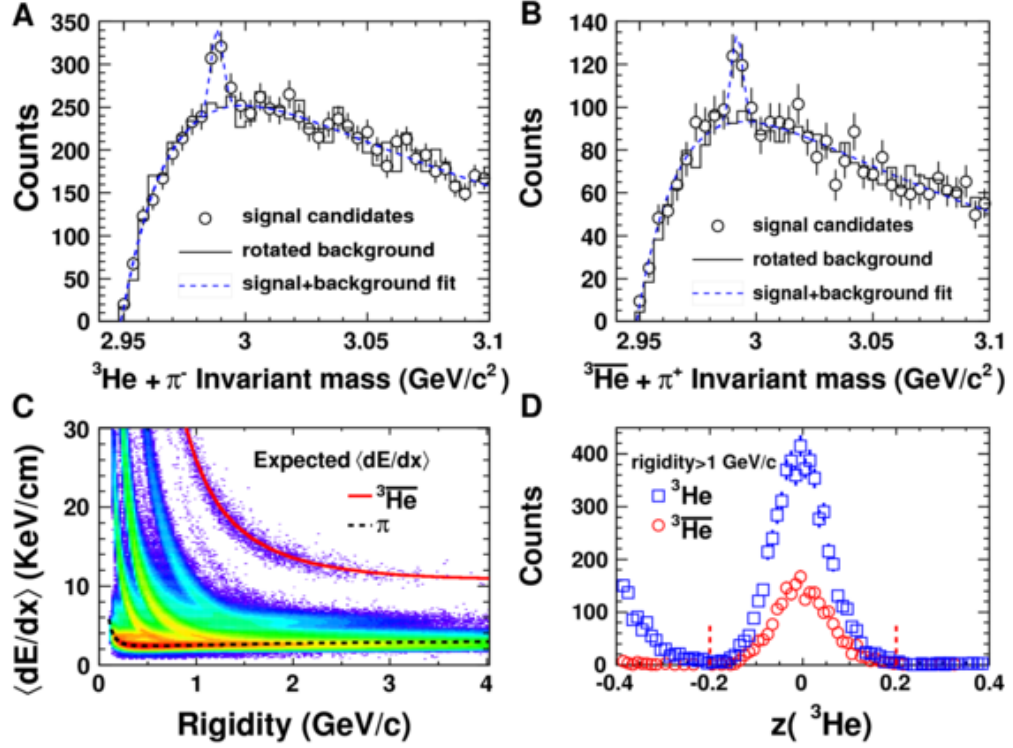 A
350
300
250
200
150
100
50
0
Counts
signal candidates
rotated background
signal+background fit
2.95 3 3.05 3.1
³He + π⁻ Invariant mass (GeV/c²)
B
140
120
100
80
60
40
20
0
Counts
signal candidates
rotated background
signal+background fit
2.95 3 3.05 3.1
³H̅e̅ + π⁺ Invariant mass (GeV/c²)
C
30
20
10
0
⟨dE/dx⟩ (KeV/cm)
Expected ⟨dE/dx⟩
³H̅e̅
π
0 1 2 3 4
Rigidity (GeV/c)
D
400
300
200
100
0
Counts
rigidity>1 GeV/c
³He
³H̅e̅
-0.4 -0.2 0 0.2 0.4
z( ³He)